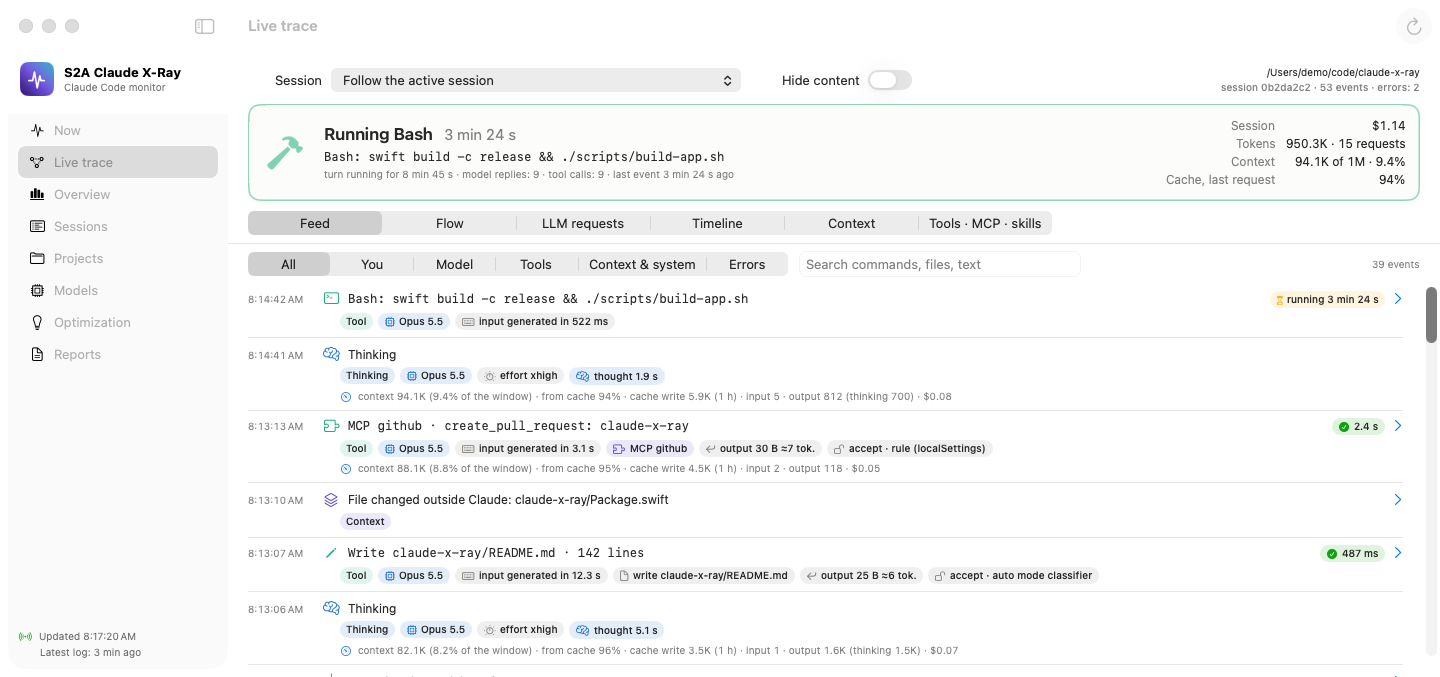 Live trace
S2A Claude X-Ray
Claude Code monitor
Now
Live trace
Overview
Sessions
Projects
Models
Optimization
Reports
Updated 8:17:20 AM
Latest log: 3 min ago
Session
Follow the active session
Hide content
/Users/demo/code/claude-x-ray
session 0b2da2c2 · 53 events · errors: 2
Running Bash 3 min 24 s
Bash: swift build -c release && ./scripts/build-app.sh
turn running for 8 min 45 s · model replies: 9 · tool calls: 9 · last event 3 min 24 s ago
Session $1.14
Tokens 950.3K · 15 requests
Context 94.1K of 1M · 9.4%
Cache, last request 94%
Feed Flow LLM requests Timeline Context Tools · MCP · skills
All You Model Tools Context & system Errors Search commands, files, text 39 events
8:14:42 AM Bash: swift build -c release && ./scripts/build-app.sh running 3 min 24 s
Tool Opus 5.5 input generated in 522 ms
8:14:41 AM Thinking
Thinking Opus 5.5 effort xhigh thought 1.9 s
context 94.1K (9.4% of the window) · from cache 94% · cache write 5.9K (1 h) · input 5 · output 812 (thinking 700) · $0.08
8:13:13 AM MCP github · create_pull_request: claude-x-ray 2.4 s
Tool Opus 5.5 input generated in 3.1 s MCP github output 30 B ≈7 tok. accept · rule (localSettings)
context 88.1K (8.8% of the window) · from cache 95% · cache write 4.5K (1 h) · input 2 · output 118 · $0.05
8:13:10 AM File changed outside Claude: claude-x-ray/Package.swift
Context
8:13:07 AM Write claude-x-ray/README.md · 142 lines 487 ms
Tool Opus 5.5 input generated in 12.3 s write claude-x-ray/README.md output 25 B ≈6 tok. accept · auto mode classifier
8:13:06 AM Thinking
Thinking Opus 5.5 effort xhigh thought 5.1 s
context 82.1K (8.2% of the window) · from cache 96% · cache write 3.5K (1 h) · input 1 · output 1.6K (thinking 1.5K) · $0.07